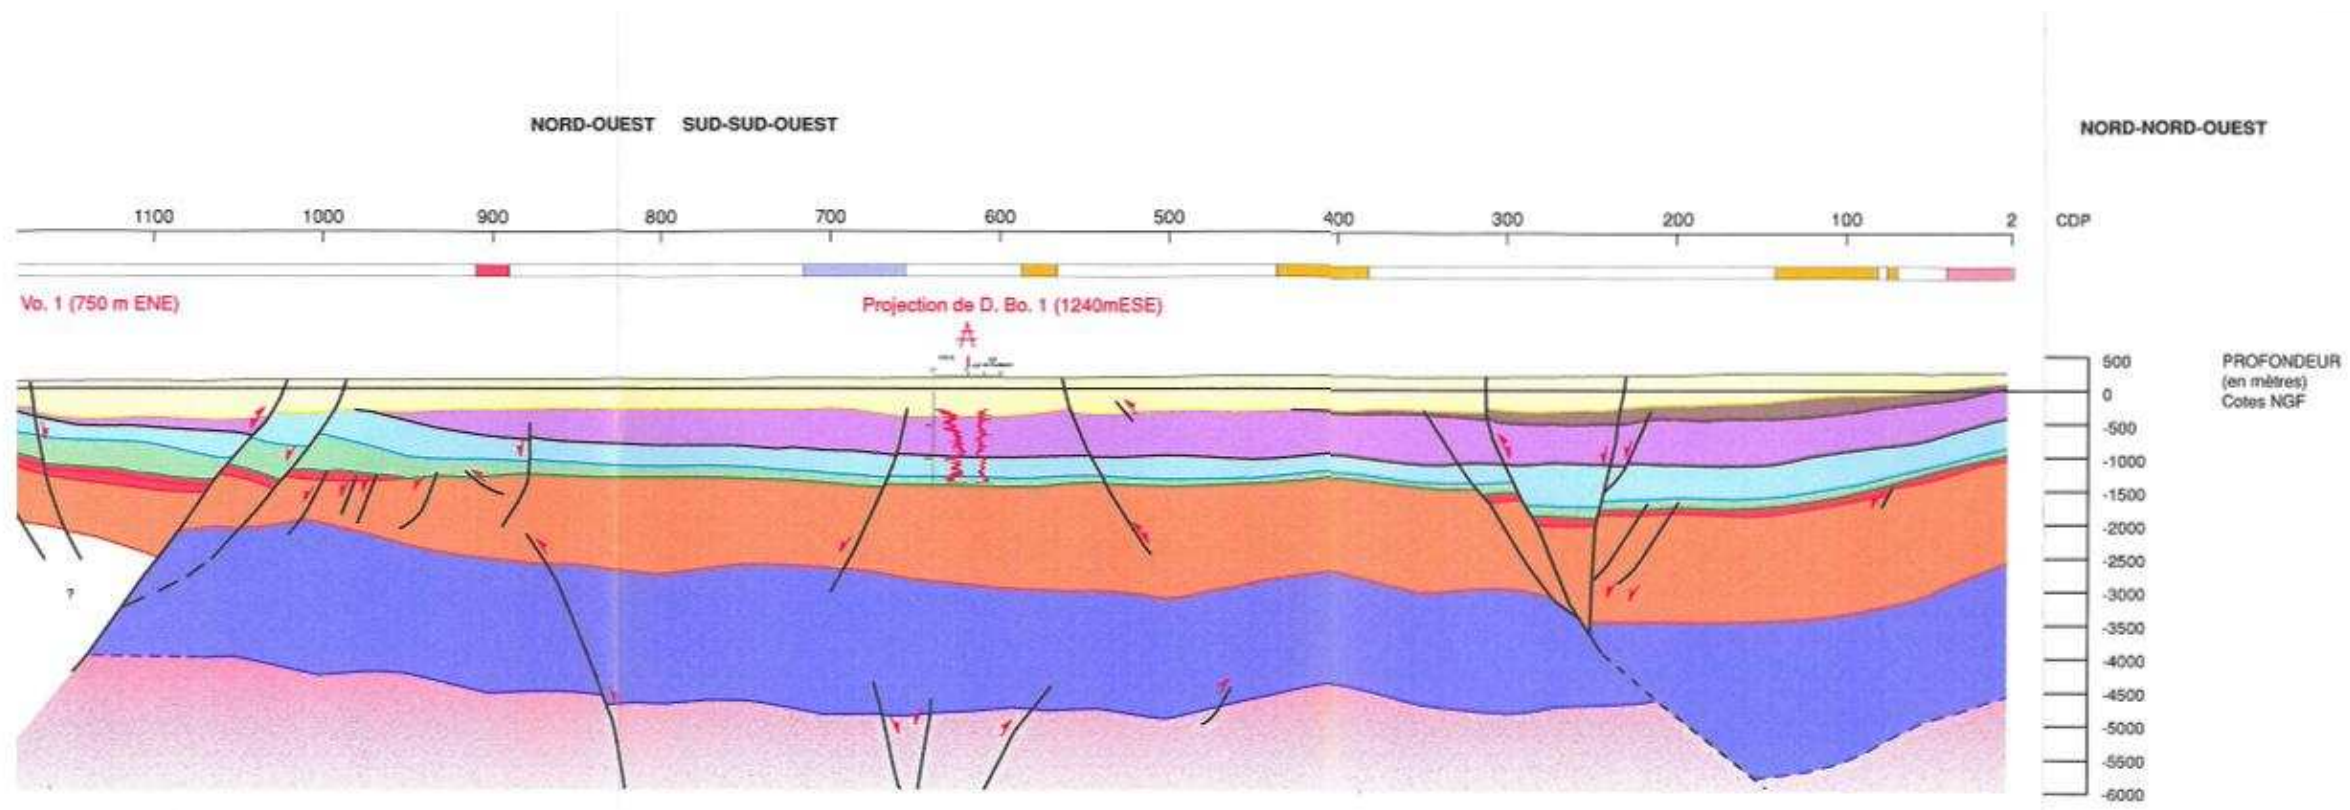 NORD-OUEST SUD-SUD-OUEST
NORD-NORD-OUEST
1100 1000 900 800 700 600 500 400 300 200 100 2 CDP
Vo. 1 (750 m ENE)
Projection de D. Bo. 1 (1240mESE)
500
0
-500
-1000
-1500
-2000
-2500
-3000
-3500
-4000
-4500
-5000
-5500
-6000
PROFONDEUR
(en mètres)
Cotes NGF
?